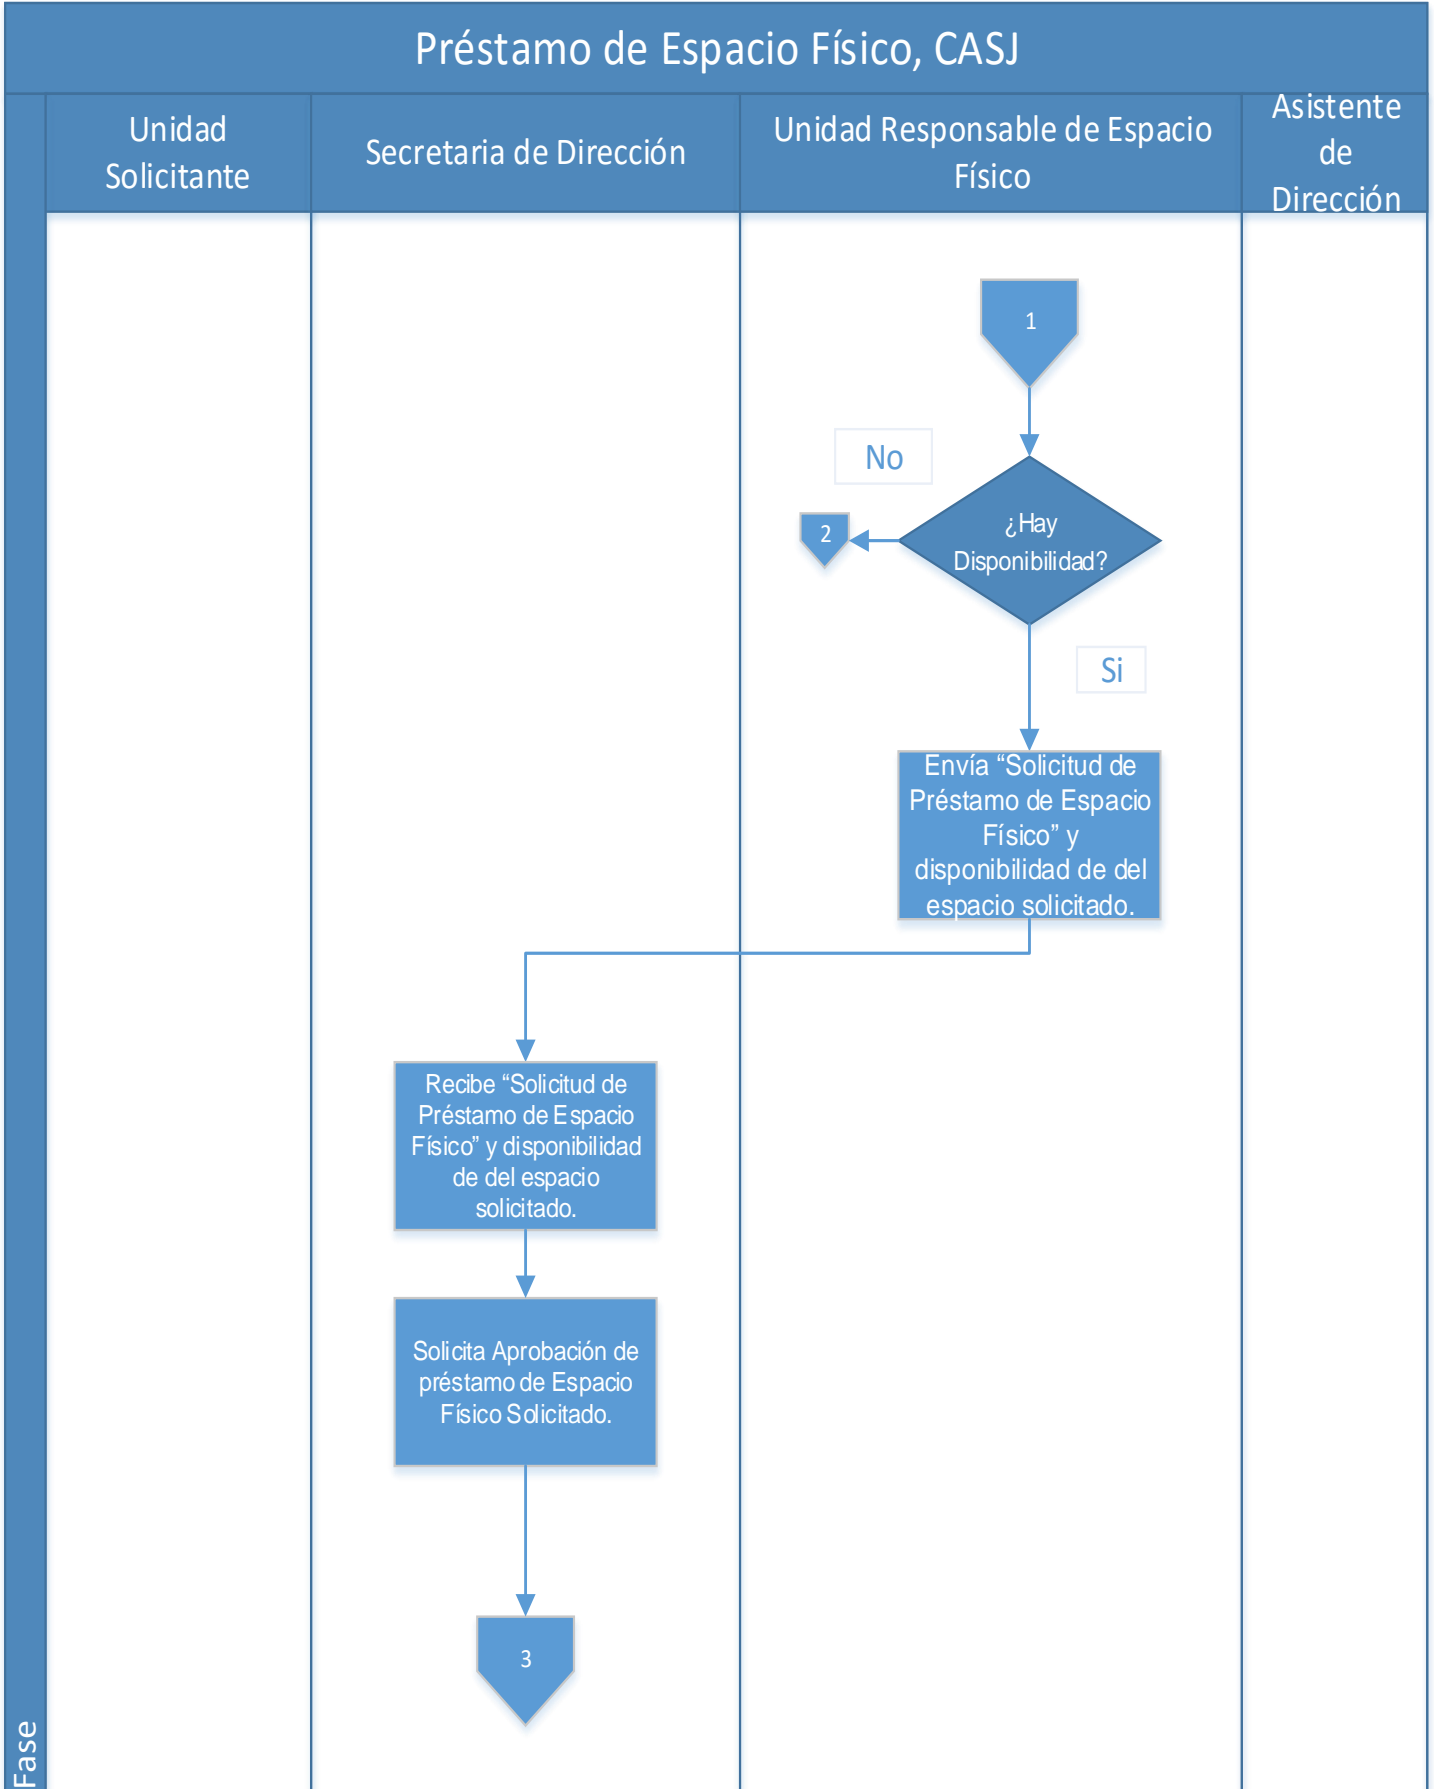 Préstamo de Espacio Físico, CASJ
Unidad
Solicitante
Secretaria de Dirección
Unidad Responsable de Espacio
Físico
Asistente
de
Dirección
1
No
¿Hay
Disponibilidad?
2
Si
Envía “Solicitud de
Préstamo de Espacio
Físico” y
disponibilidad de del
espacio solicitado.
Recibe “Solicitud de
Préstamo de Espacio
Físico” y disponibilidad
de del espacio
solicitado.
Solicita Aprobación de
préstamo de Espacio
Físico Solicitado.
3
Fase